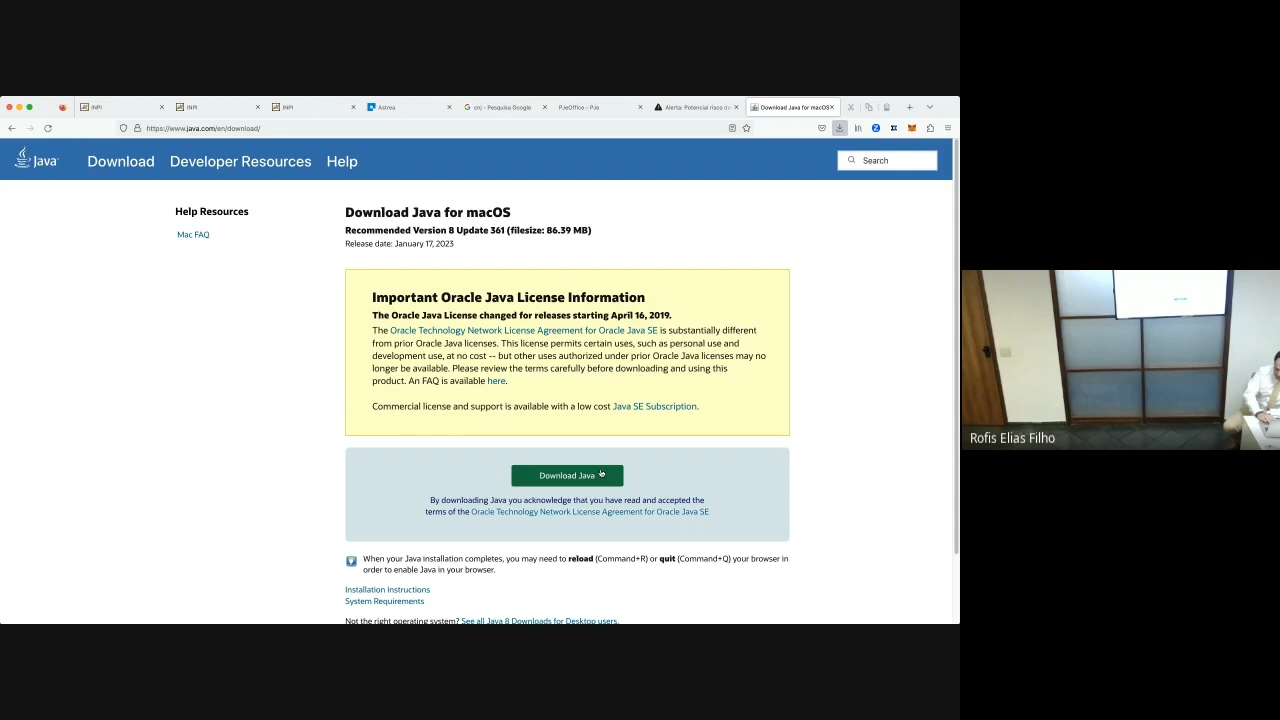 INPI
INPI
INPI
Astrea
cnj - Pesquisa Google
PJeOffice - PJe
Alerta: Potencial risco de
Download Java for macOS
https://www.java.com/en/download/
Java
Download
Developer Resources
Help
Search
Help Resources
Mac FAQ
Download Java for macOS
Recommended Version 8 Update 361 (filesize: 86.39 MB)
Release date: January 17, 2023
Important Oracle Java License Information
The Oracle Java License changed for releases starting April 16, 2019.
The Oracle Technology Network License Agreement for Oracle Java SE is substantially different
from prior Oracle Java licenses. This license permits certain uses, such as personal use and
development use, at no cost -- but other uses authorized under prior Oracle Java licenses may no
longer be available. Please review the terms carefully before downloading and using this
product. An FAQ is available here.
Commercial license and support is available with a low cost Java SE Subscription.
Download Java
By downloading Java you acknowledge that you have read and accepted the
terms of the Oracle Technology Network License Agreement for Oracle Java SE
When your Java installation completes, you may need to reload (Command+R) or quit (Command+Q) your browser in
order to enable Java in your browser.
Installation Instructions
System Requirements
Not the right operating system? See all Java 8 Downloads for Desktop users.
Rofis Elias Filho